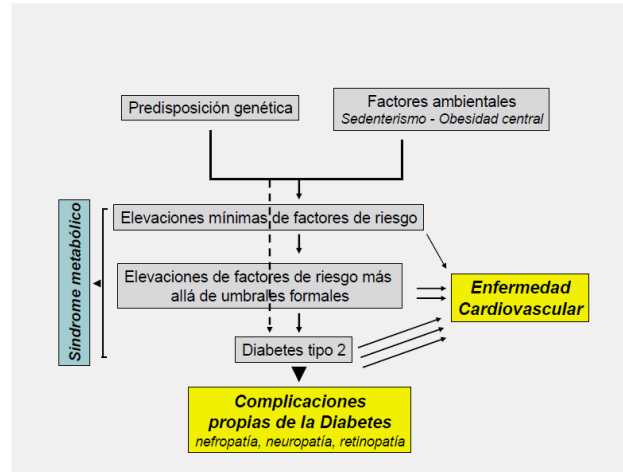 Predisposición genética
Factores ambientales
Sedenterismo - Obesidad central
Síndrome metabólico
Elevaciones mínimas de factores de riesgo
Elevaciones de factores de riesgo más
allá de umbrales formales
Enfermedad
Cardiovascular
Diabetes tipo 2
Complicaciones
propias de la Diabetes
nefropatía, neuropatía, retinopatía